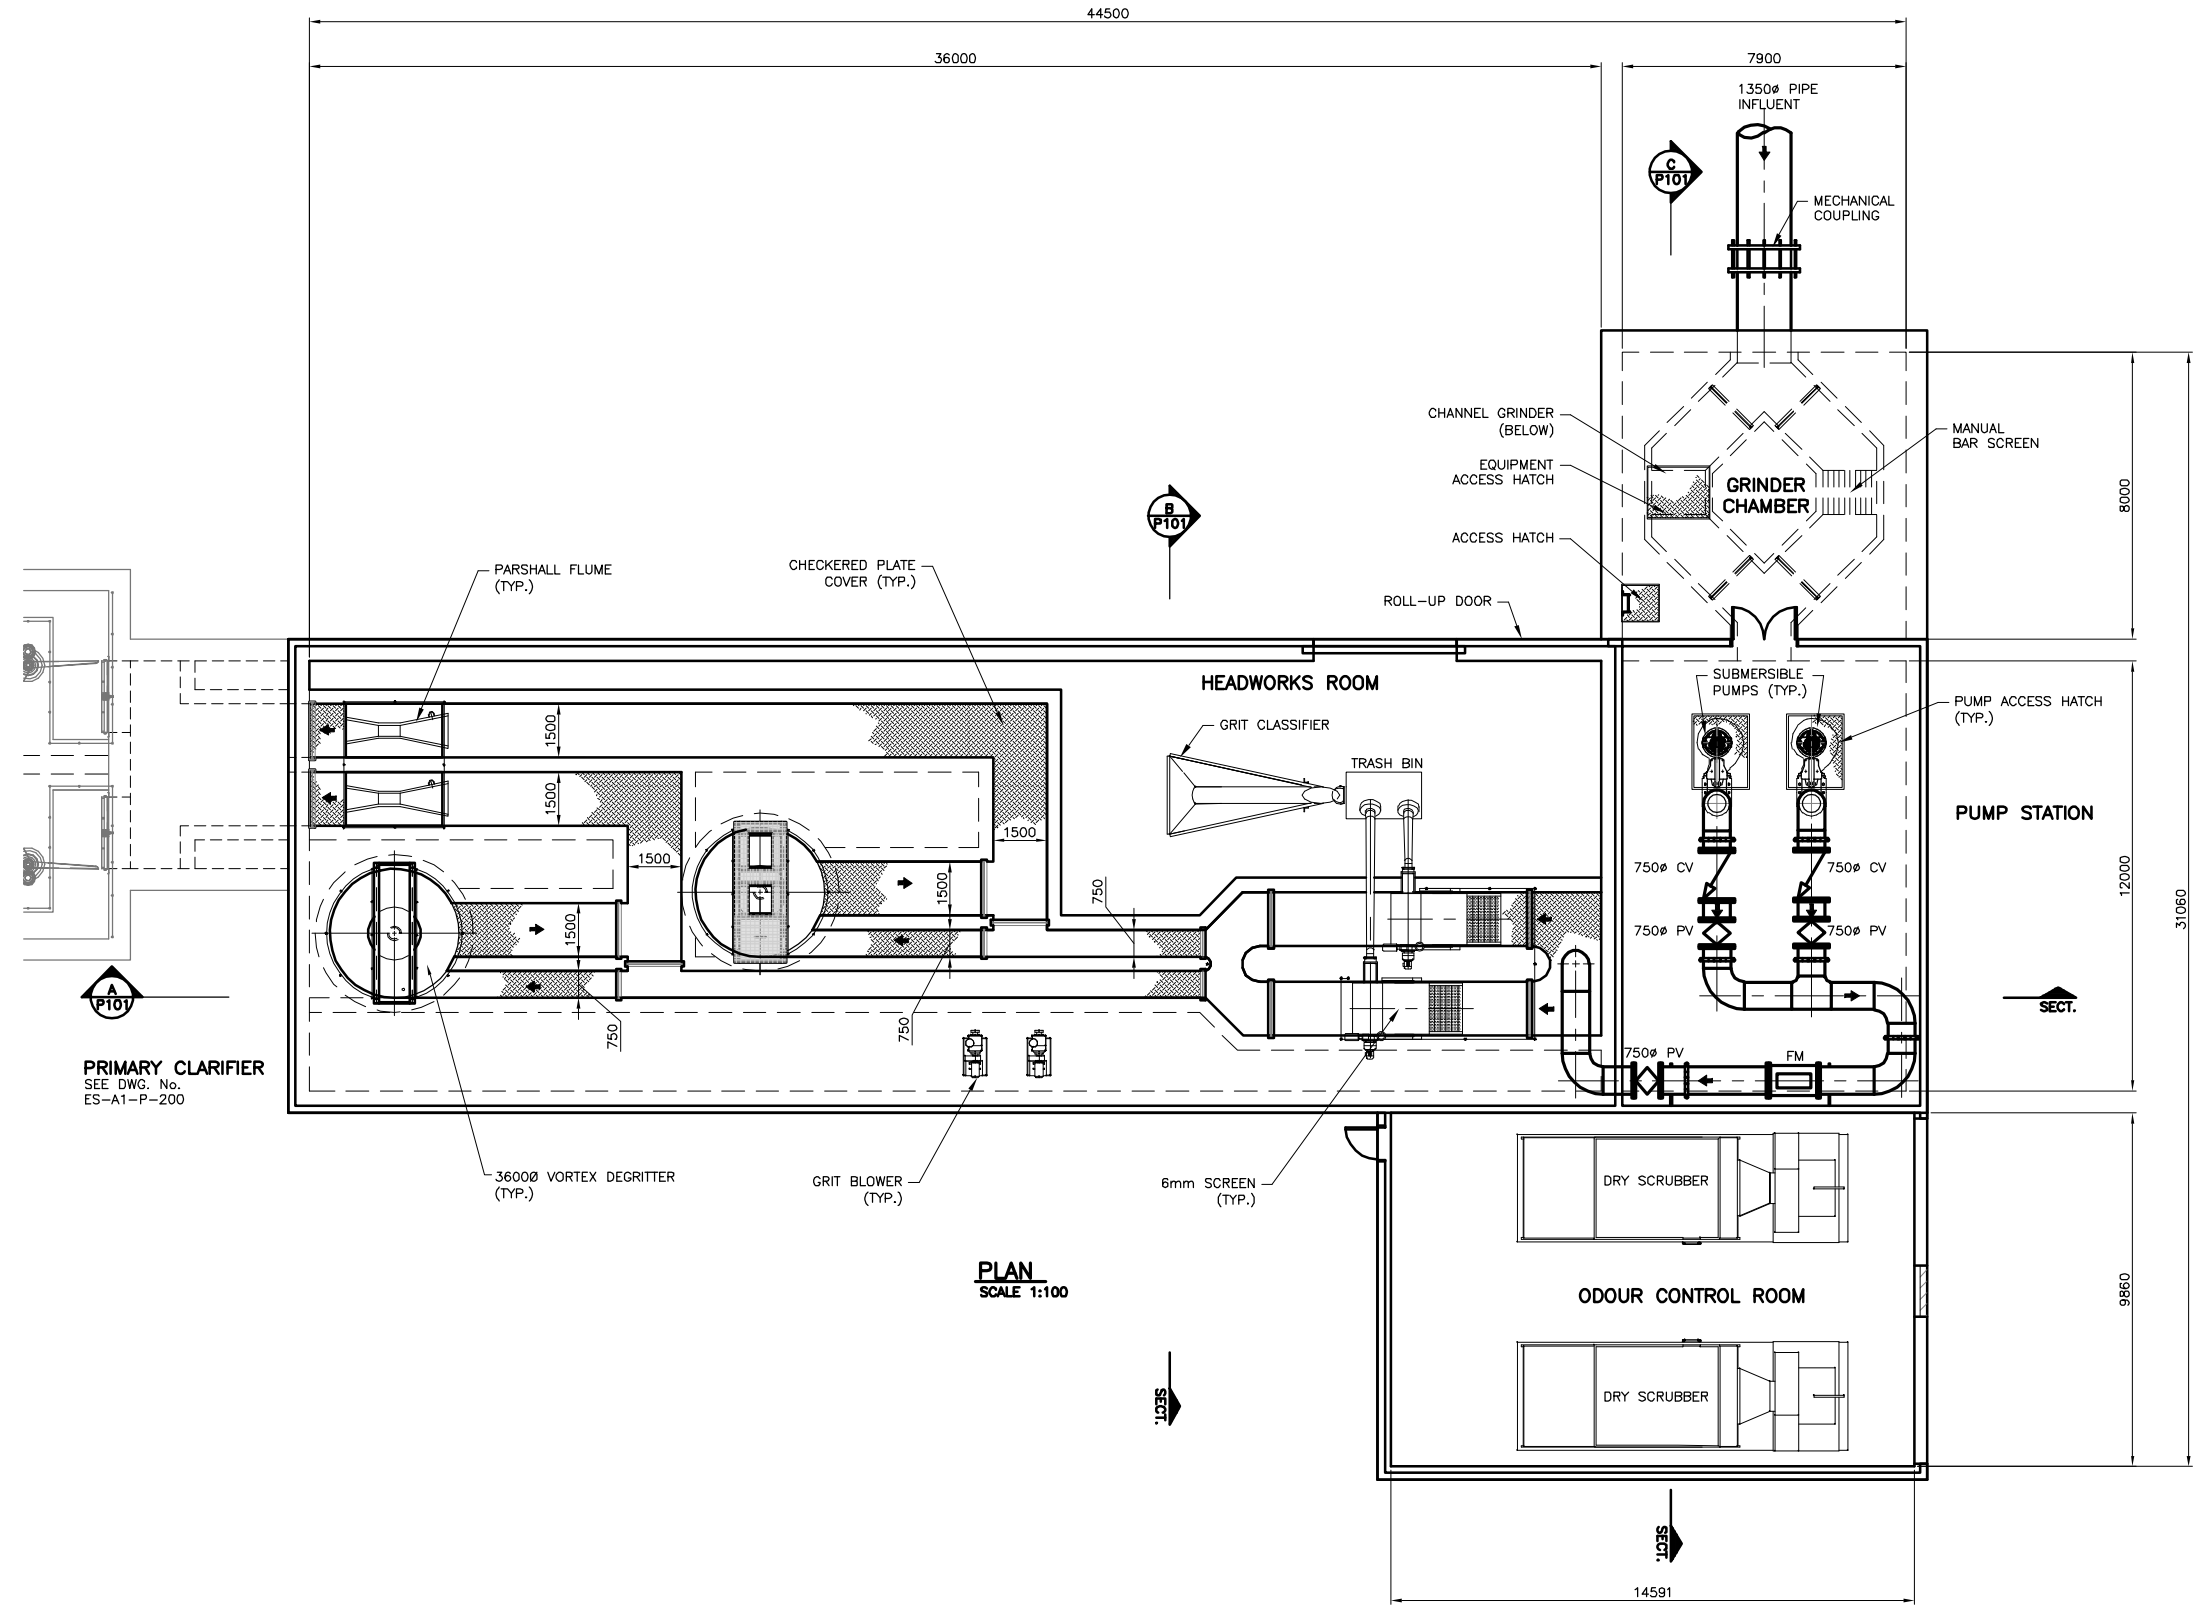 44500
36000
7900
1350ø PIPE
INFLUENT
C
P101
MECHANICAL
COUPLING
CHANNEL GRINDER
(BELOW)
MANUAL
BAR SCREEN
EQUIPMENT
ACCESS HATCH
GRINDER
CHAMBER
8000
B
P101
ACCESS HATCH
PARSHALL FLUME
(TYP.)
CHECKERED PLATE
COVER (TYP.)
ROLL-UP DOOR
HEADWORKS ROOM
SUBMERSIBLE
PUMPS (TYP.)
PUMP ACCESS HATCH
(TYP.)
1500
GRIT CLASSIFIER
TRASH BIN
1500
PUMP STATION
1500
1500
750ø CV
750ø CV
1500
750
12000
31060
1500
750ø PV
750ø PV
A
P101
SECT.
750
750
PRIMARY CLARIFIER
SEE DWG. No.
ES-A1-P-200
750ø PV
FM
3600Ø VORTEX DEGRITTER
(TYP.)
GRIT BLOWER
(TYP.)
6mm SCREEN
(TYP.)
DRY SCRUBBER
PLAN
SCALE 1:100
ODOUR CONTROL ROOM
9860
SECT.
DRY SCRUBBER
SECT.
14591